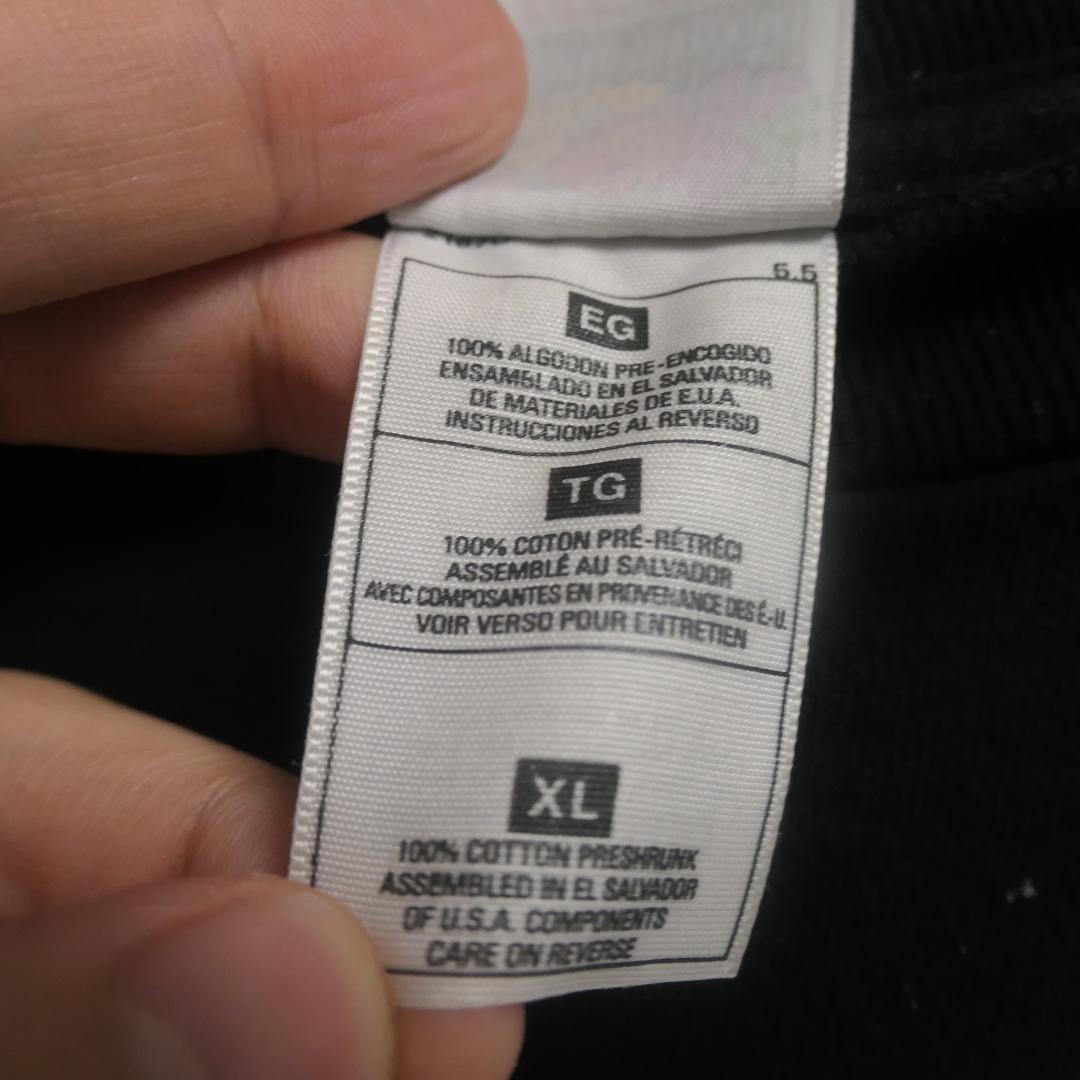 5.5
EG
100% ALGODON PRE-ENCOGIDO
ENSAMBLADO EN EL SALVADOR
DE MATERIALES DE E.U.A.
INSTRUCCIONES AL REVERSO
TG
100% COTON PRÉ-RÉTRÉCI
ASSEMBLÉ AU SALVADOR
AVEC COMPOSANTES EN PROVENANCE DES É.-U.
VOIR VERSO POUR ENTRETIEN
XL
100% COTTON PRESHRUNK
ASSEMBLED IN EL SALVADOR
OF U.S.A. COMPONENTS
CARE ON REVERSE